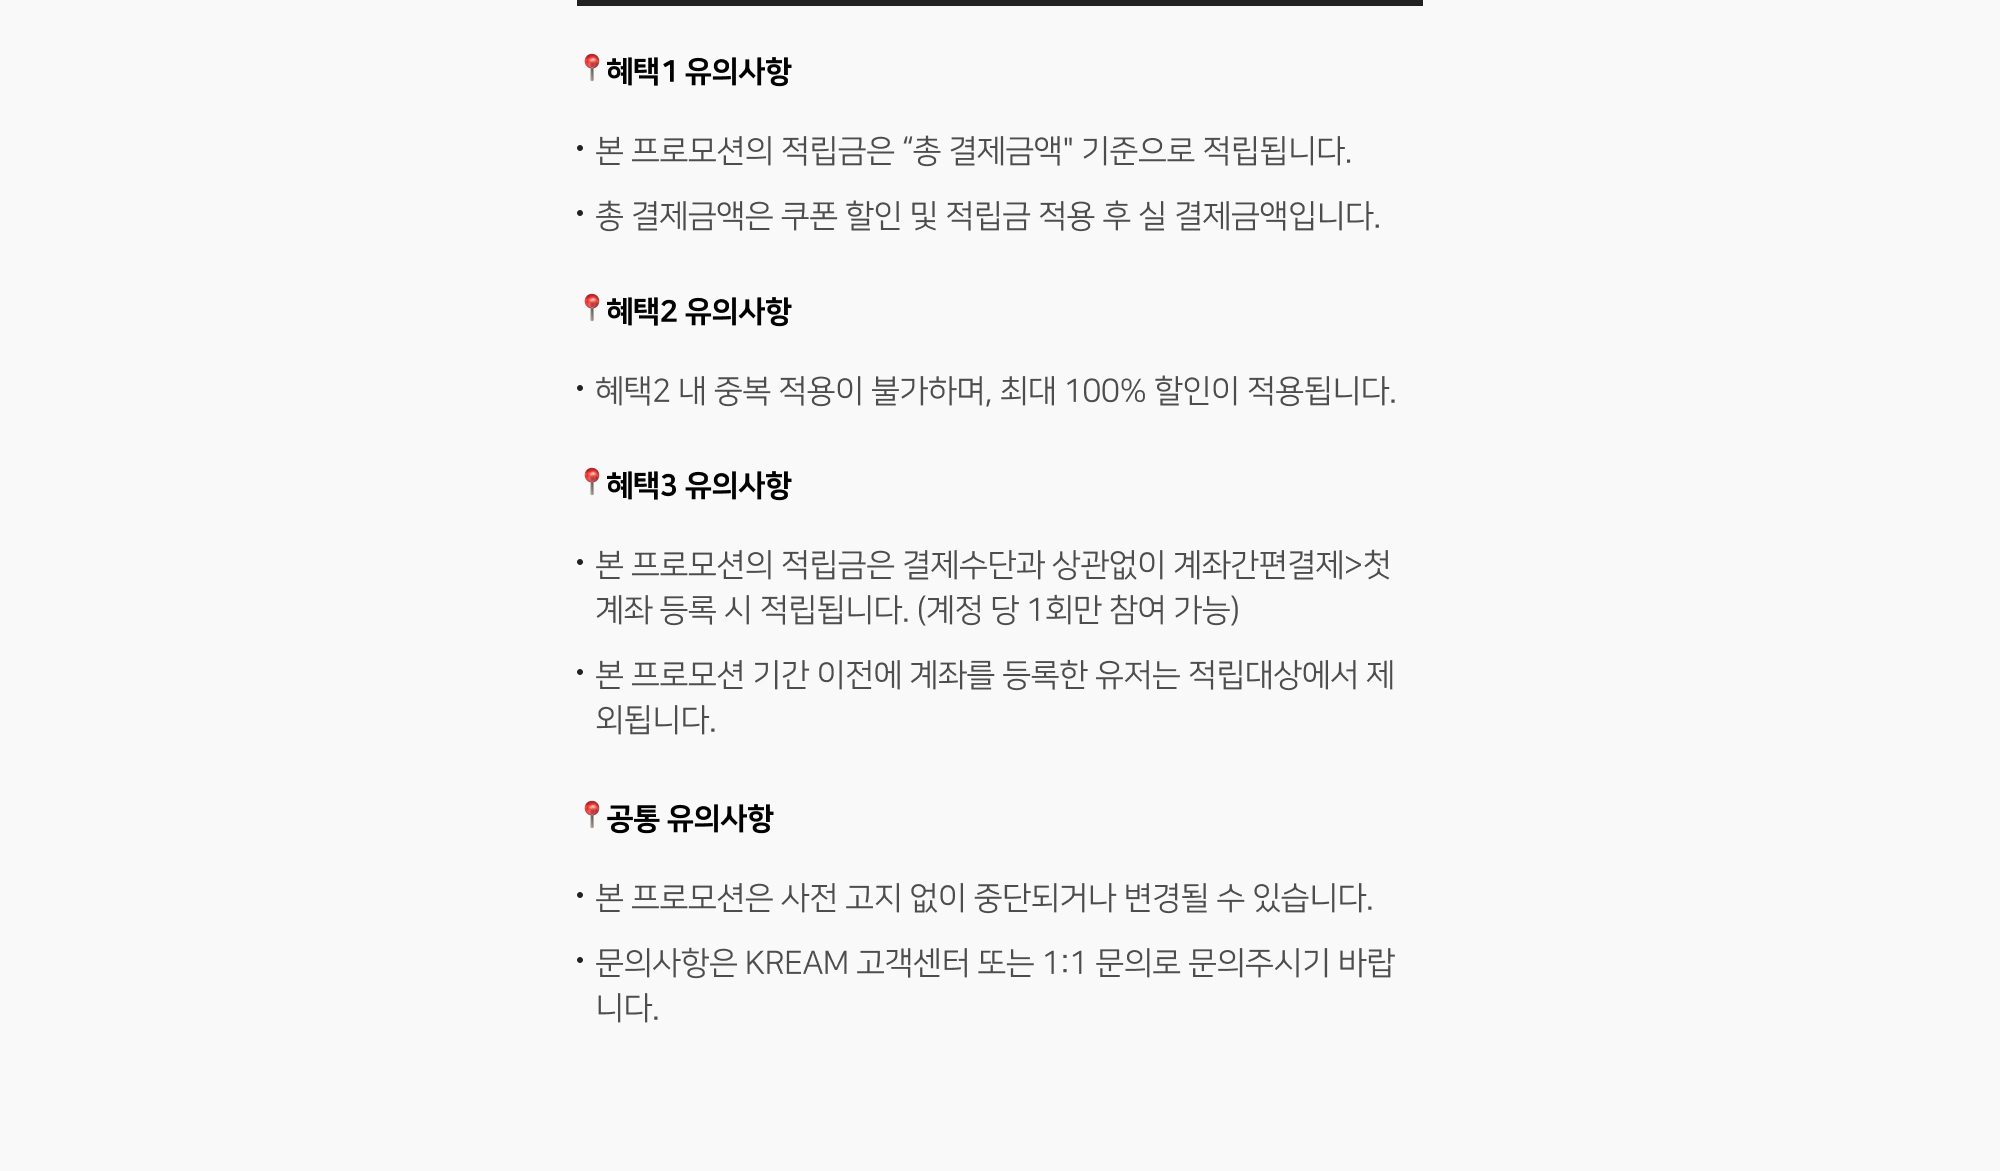 📍혜택1 유의사항
• 본 프로모션의 적립금은 “총 결제금액" 기준으로 적립됩니다.
• 총 결제금액은 쿠폰 할인 및 적립금 적용 후 실 결제금액입니다.
📍혜택2 유의사항
• 혜택2 내 중복 적용이 불가하며, 최대 100% 할인이 적용됩니다.
📍혜택3 유의사항
• 본 프로모션의 적립금은 결제수단과 상관없이 계좌간편결제>첫
계좌 등록 시 적립됩니다. (계정 당 1회만 참여 가능)
• 본 프로모션 기간 이전에 계좌를 등록한 유저는 적립대상에서 제
외됩니다.
📍공통 유의사항
• 본 프로모션은 사전 고지 없이 중단되거나 변경될 수 있습니다.
• 문의사항은 KREAM 고객센터 또는 1:1 문의로 문의주시기 바랍
니다.